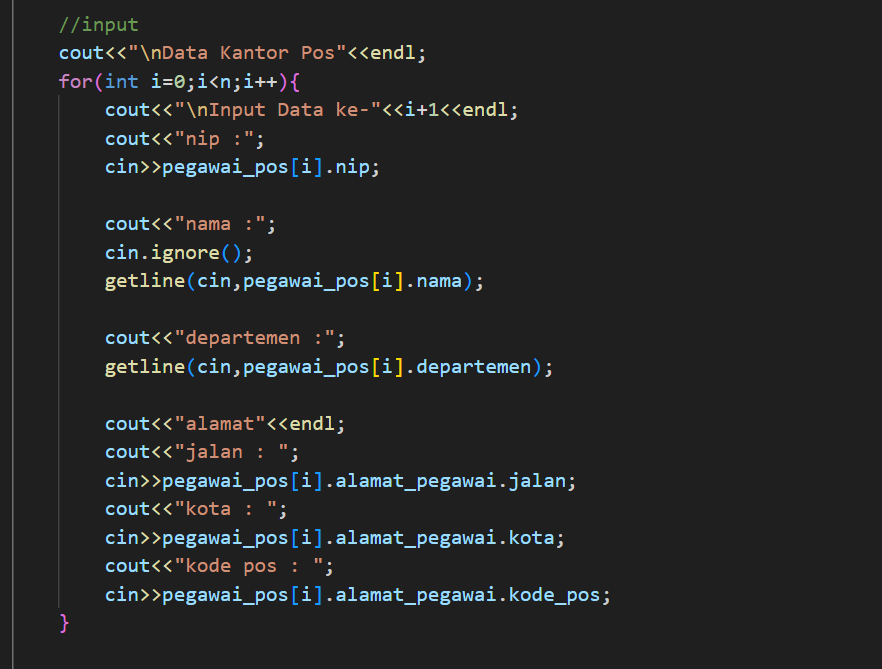 //input
cout<<"\nData Kantor Pos"<<endl;
for(int i=0;i<n;i++){
cout<<"\nInput Data ke-"<<i+1<<endl;
cout<<"nip :";
cin>>pegawai_pos[i].nip;
cout<<"nama :";
cin.ignore();
getline(cin,pegawai_pos[i].nama);
cout<<"departemen :";
getline(cin,pegawai_pos[i].departemen);
cout<<"alamat"<<endl;
cout<<"jalan : ";
cin>>pegawai_pos[i].alamat_pegawai.jalan;
cout<<"kota : ";
cin>>pegawai_pos[i].alamat_pegawai.kota;
cout<<"kode pos : ";
cin>>pegawai_pos[i].alamat_pegawai.kode_pos;
}